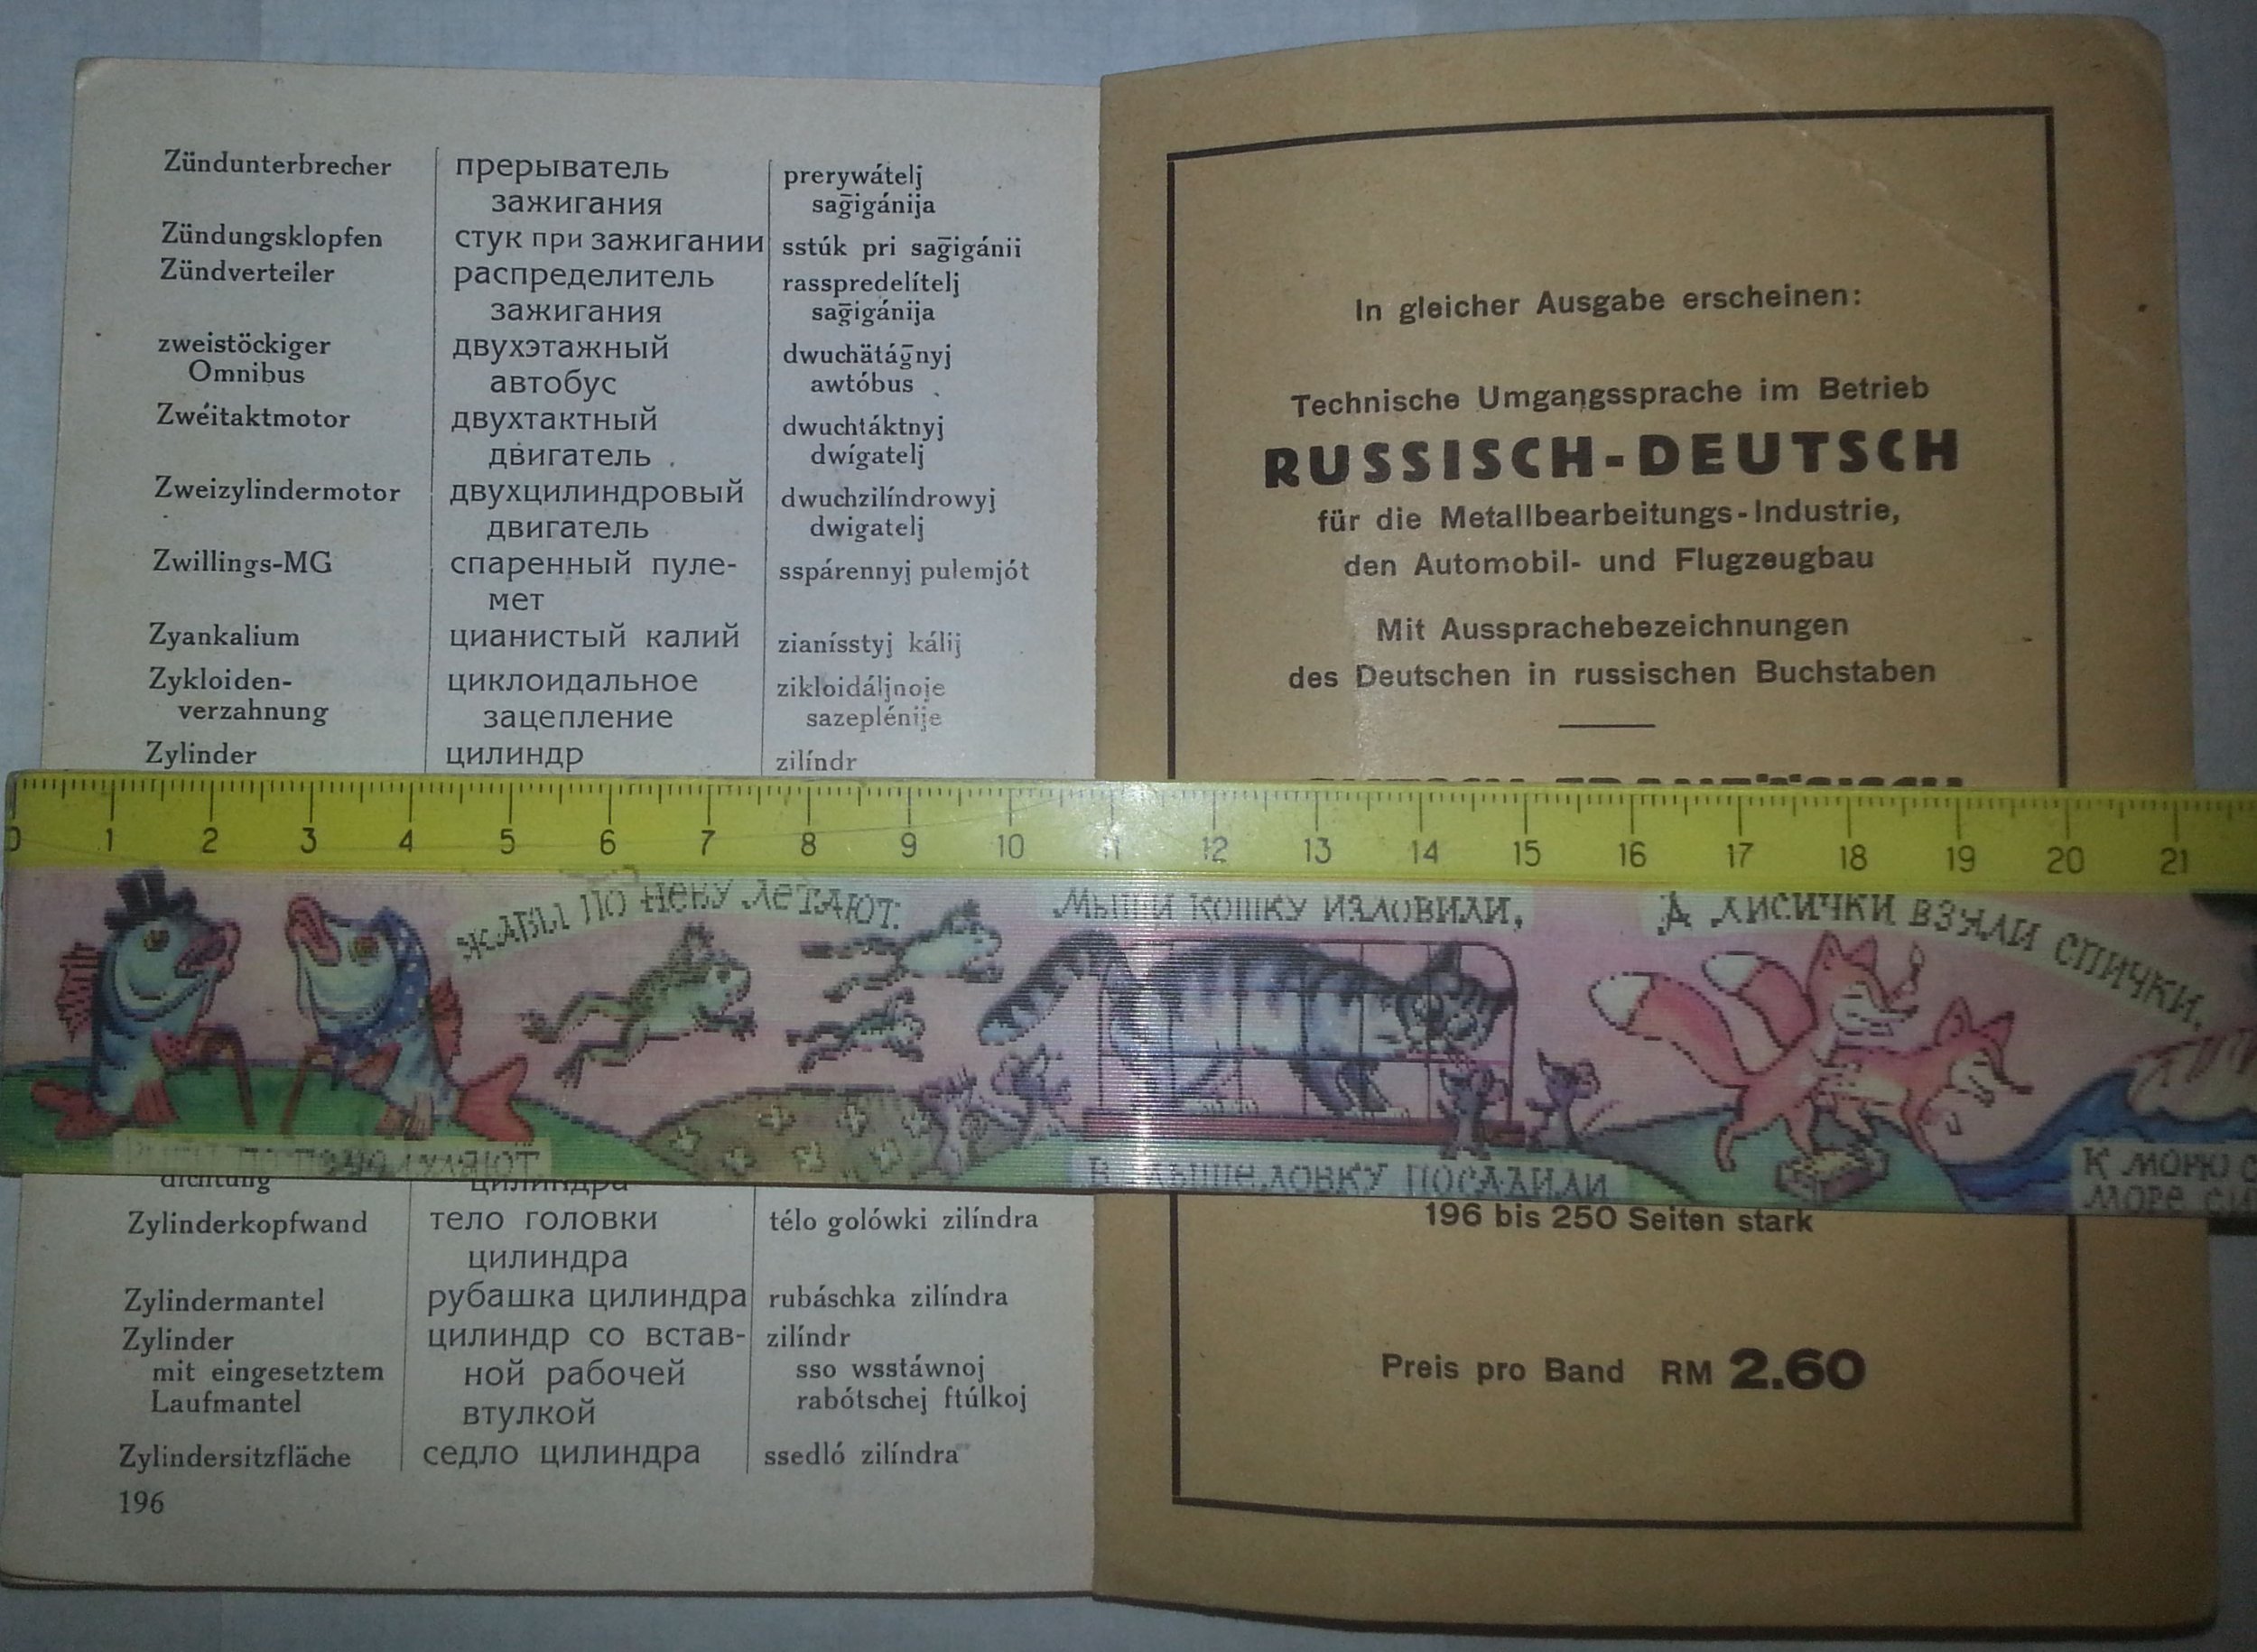 Zündunterbrecher
прерыватель
зажигания
prerywátelj
saḡigánija
Zündungsklopfen
стук при зажигании
sstúk pri saḡigánii
Zündverteiler
распределитель
зажигания
rasspredelítelj
saḡigánija
zweistöckiger
Omnibus
двухэтажный
автобус
dwuchätáḡnyj
awtóbus
Zweitaktmotor
двухтактный
двигатель
dwuchtáktnyj
dwígatelj
Zweizylindermotor
двухцилиндровый
двигатель
dwuchzilíndrowyj
dwigatelj
Zwillings-MG
спаренный пуле-
мет
sspárennyj pulemjót
Zyankalium
цианистый калий
zianísstyj kálij
Zykloiden-
verzahnung
циклоидальное
зацепление
zikloidáljnoje
sazeplénije
Zylinder
цилиндр
zilíndr
dichtung
цилиндра
Zylinderkopfwand
тело головки
цилиндра
télo golówki zilíndra
Zylindermantel
рубашка цилиндра
rubáschka zilíndra
Zylinder
mit eingesetztem
Laufmantel
цилиндр со встав-
ной рабочей
втулкой
zilíndr
sso wsstáwnoj
rabótschej ftúlkoj
Zylindersitzfläche
седло цилиндра
ssedló zilíndra
196
In gleicher Ausgabe erscheinen:
Technische Umgangssprache im Betrieb
RUSSISCH-DEUTSCH
für die Metallbearbeitungs-Industrie,
den Automobil- und Flugzeugbau
Mit Aussprachebezeichnungen
des Deutschen in russischen Buchstaben
196 bis 250 Seiten stark
Preis pro Band RM 2.60
0 1 2 3 4 5 6 7 8 9 10 11 12 13 14 15 16 17 18 19 20 21
ЖАБЫ ПО НЕБУ ЛЕТАЮТ.
МЫШИ КОШКУ ИЗЛОВИЛИ,
А ЛИСИЧКИ ВЗЯЛИ СПИЧКИ,
В МЫШЕЛОВКУ ПОСАДИЛИ
К МОРЮ
МОРЕ